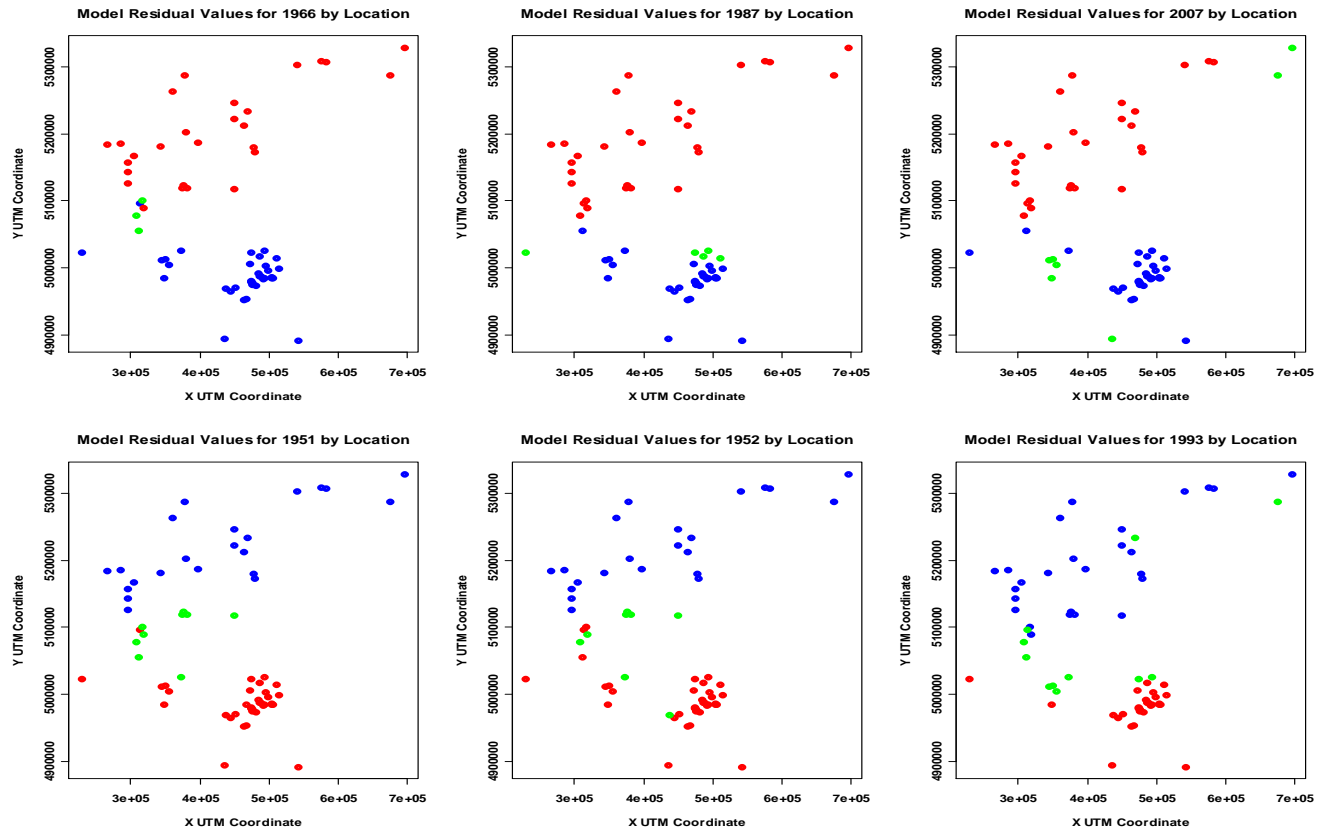 Model Residual Values for 1966 by Location
Y UTM Coordinate
5300000
5200000
5100000
5000000
4900000
3e+05 4e+05 5e+05 6e+05 7e+05
X UTM Coordinate
Model Residual Values for 1987 by Location
Y UTM Coordinate
5300000
5200000
5100000
5000000
4900000
3e+05 4e+05 5e+05 6e+05 7e+05
X UTM Coordinate
Model Residual Values for 2007 by Location
Y UTM Coordinate
5300000
5200000
5100000
5000000
4900000
3e+05 4e+05 5e+05 6e+05 7e+05
X UTM Coordinate
Model Residual Values for 1951 by Location
Y UTM Coordinate
5300000
5200000
5100000
5000000
4900000
3e+05 4e+05 5e+05 6e+05 7e+05
X UTM Coordinate
Model Residual Values for 1952 by Location
Y UTM Coordinate
5300000
5200000
5100000
5000000
4900000
3e+05 4e+05 5e+05 6e+05 7e+05
X UTM Coordinate
Model Residual Values for 1993 by Location
Y UTM Coordinate
5300000
5200000
5100000
5000000
4900000
3e+05 4e+05 5e+05 6e+05 7e+05
X UTM Coordinate